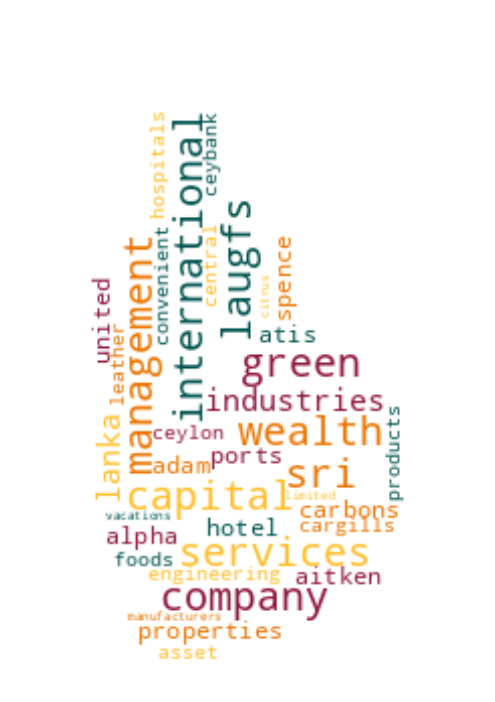 hospitals
international
ceybank
laugfs
central
convenient
management
spence
citrus
united
leather
atis
green
industries
lanka
wealth
ceylon
products
ports
adam
sri
capital
limited
carbons
vacations
cargills
hotel
alpha
services
foods
engineering
aitken
company
manufacturers
properties
asset